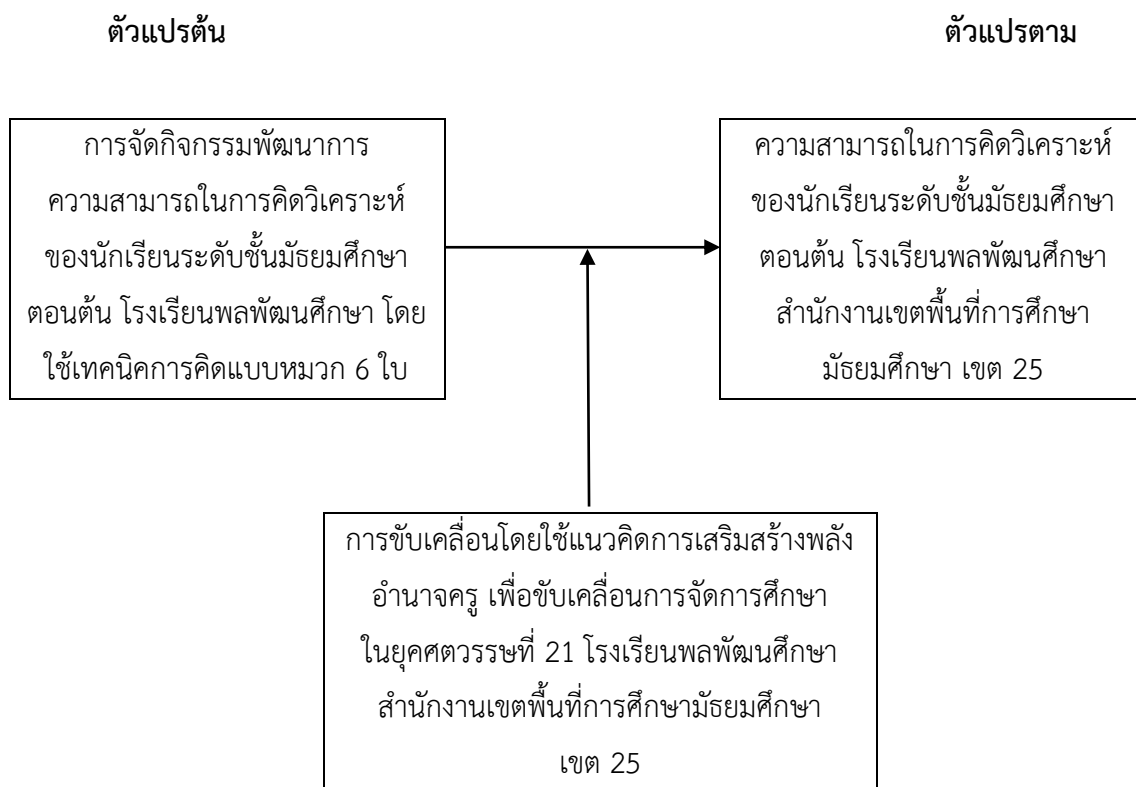 ตัวแปรต้น
ตัวแปรตาม
การจัดกิจกรรมพัฒนาการ
ความสามารถในการคิดวิเคราะห์
ของนักเรียนระดับชั้นมัธยมศึกษา
ตอนต้น โรงเรียนพลพัฒนศึกษา โดย
ใช้เทคนิคการคิดแบบหมวก 6 ใบ
ความสามารถในการคิดวิเคราะห์
ของนักเรียนระดับชั้นมัธยมศึกษา
ตอนต้น โรงเรียนพลพัฒนศึกษา
สำนักงานเขตพื้นที่การศึกษา
มัธยมศึกษา เขต 25
การขับเคลื่อนโดยใช้แนวคิดการเสริมสร้างพลัง
อำนาจครู เพื่อขับเคลื่อนการจัดการศึกษา
ในยุคศตวรรษที่ 21 โรงเรียนพลพัฒนศึกษา
สำนักงานเขตพื้นที่การศึกษามัธยมศึกษา
เขต 25